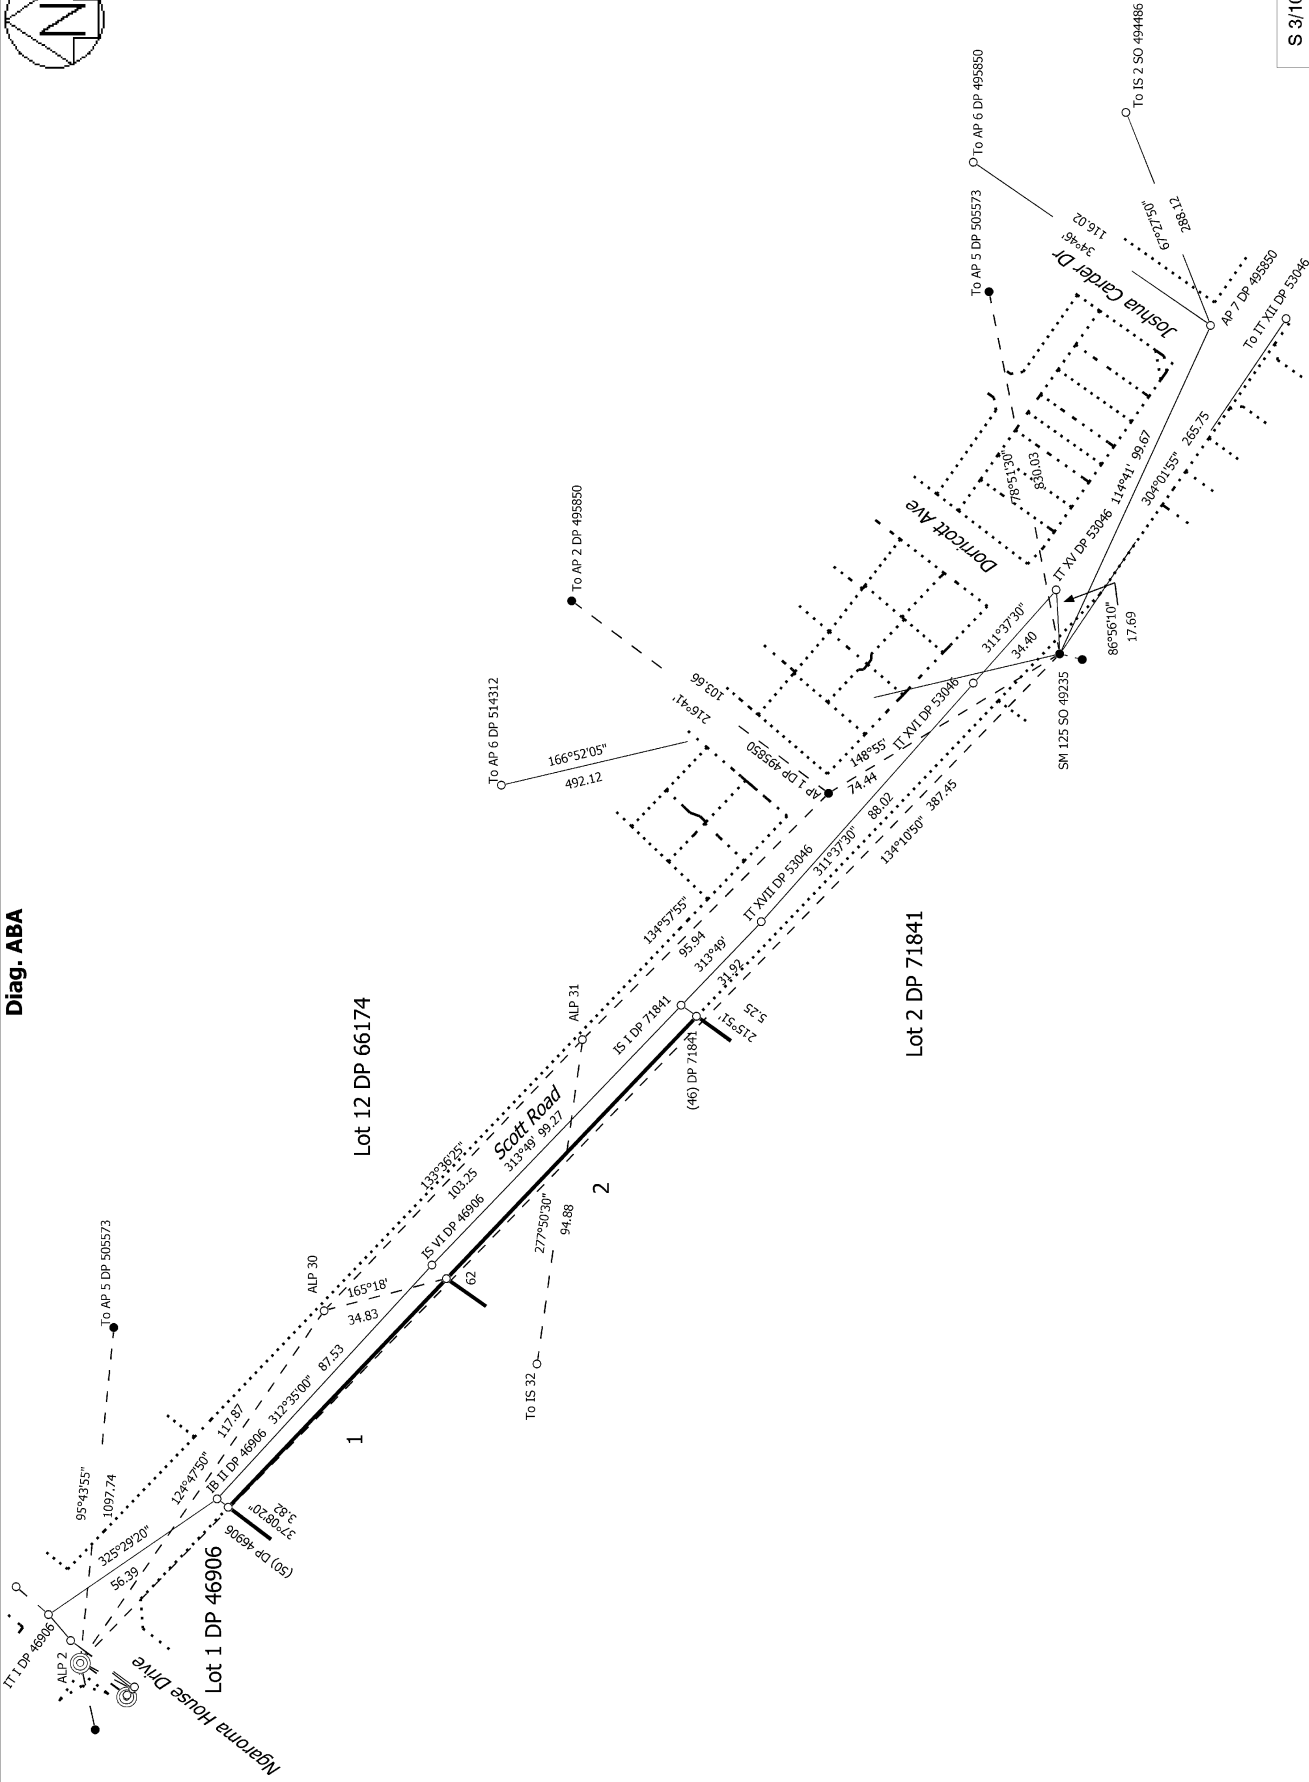 Diag. ABA
N
S 3/10
To IS 2 SO 494486
To AP 6 DP 495850
To AP 5 DP 505573
34°46'
116.02
67°27'50"
288.12
Joshua Carder Dr
AP 7 DP 495850
To IT XII DP 53046
78°51'30"
830.03
114°41' 99.67
304°01'55" 265.75
Dorricott Ave
IT XV DP 53046
86°56'10"
17.69
To AP 2 DP 495850
216°41'
103.66
311°37'30"
34.40
SM 125 SO 49235
IT XVI DP 53046
To AP 6 DP 514312
166°52'05"
492.12
AP 1 DP 495850
148°55'
74.44
311°37'30" 88.02
134°10'50" 387.45
IT XVII DP 53046
134°57'55"
95.94
313°49'
31.92
215°51'
5.25
Lot 2 DP 71841
ALP 31
IS I DP 71841
(46) DP 71841
Lot 12 DP 66174
Scott Road
313°49' 99.27
133°36'25"
103.25
2
277°50'30"
94.88
To IS 32
IS VI DP 46906
62
ALP 30
165°18'
34.83
To AP 5 DP 505573
95°43'55"
1097.74
312°35'00" 87.53
1
124°47'50" 117.87
IB II DP 46906
37°08'20"
3.82
(50) DP 46906
325°29'20"
56.39
Lot 1 DP 46906
IT I DP 46906
ALP 2
Ngaroma House Drive